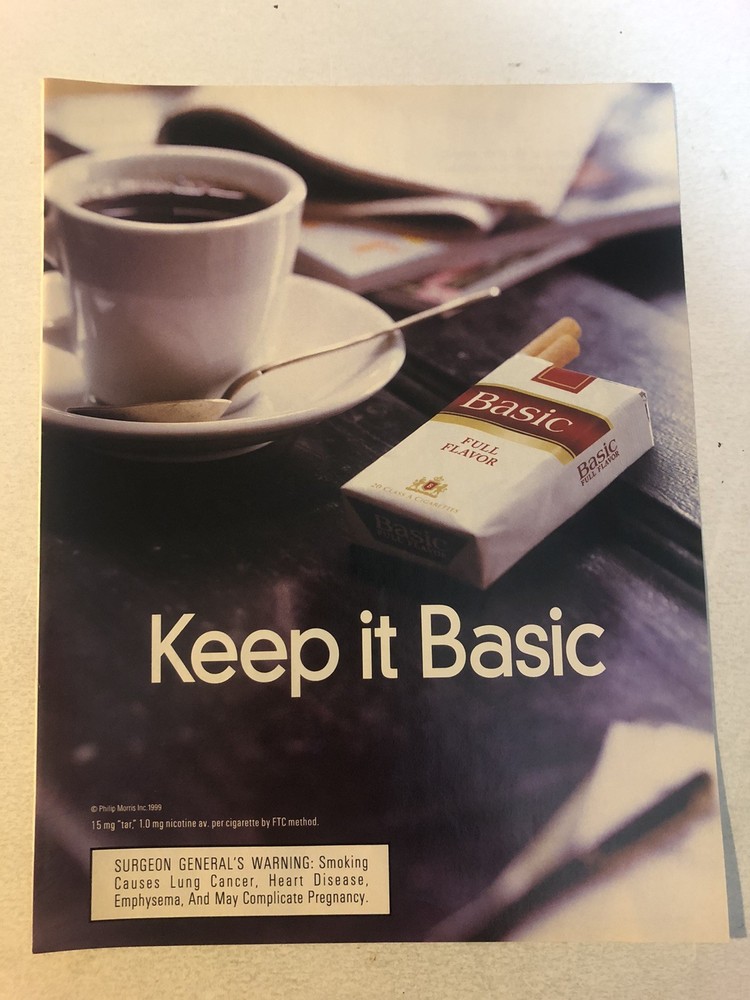 Basic
FULL
FLAVOR
20 CLASS A CIGARETTES
Basic
FULL FLAVOR
Basic
FULL FLAVOR
Keep it Basic
© Philip Morris Inc.1999
15 mg "tar," 1.0 mg nicotine av. per cigarette by FTC method.
SURGEON GENERAL'S WARNING: Smoking
Causes Lung Cancer, Heart Disease,
Emphysema, And May Complicate Pregnancy.